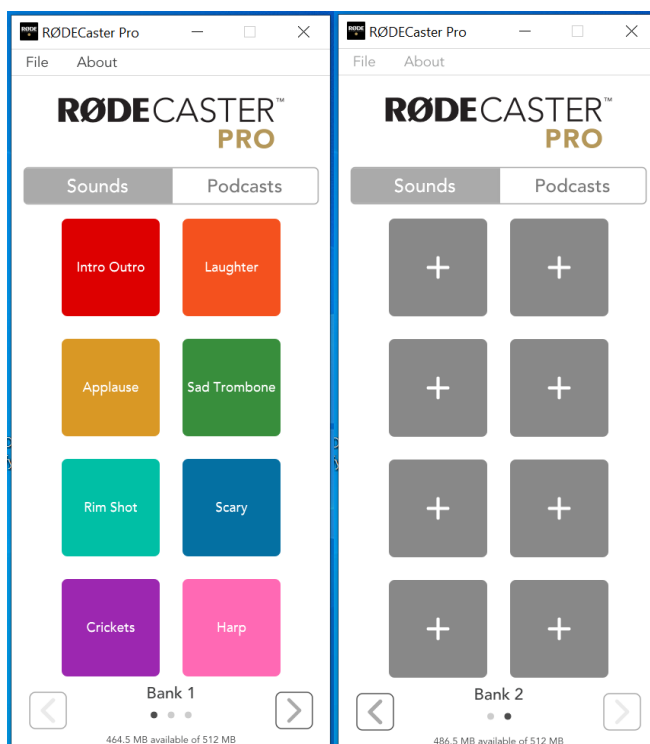 RØDECaster Pro
File About
RØDECASTER™
PRO
Sounds Podcasts
Intro Outro
Laughter
Applause
Sad Trombone
Rim Shot
Scary
Crickets
Harp
Bank 1
464.5 MB available of 512 MB
RØDECaster Pro
File About
RØDECASTER™
PRO
Sounds Podcasts
+
+
+
+
+
+
+
+
Bank 2
486.5 MB available of 512 MB